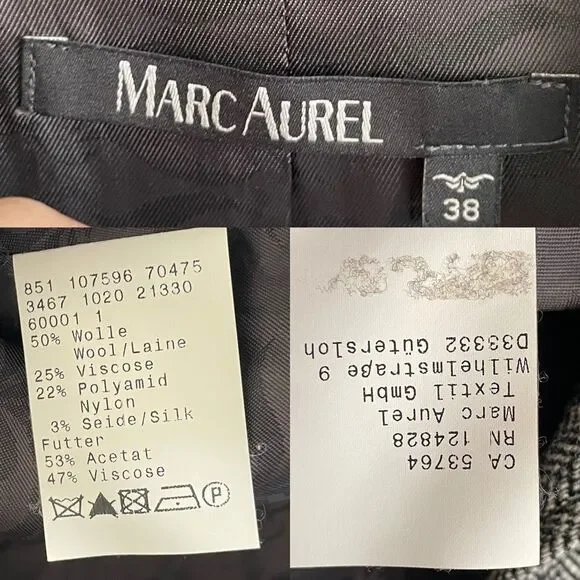 MARC AUREL
38
851 107596 70475
3467 1020 21330
60001 1
50% Wolle
Wool/Laine
25% Viscose
22% Polyamid
Nylon
3% Seide/Silk
Futter
53% Acetat
47% Viscose
P
CA 53764
RN 124828
Marc Aurel
Textil GmbH
Wilhelmstraße 9
D33332 Gütersloh